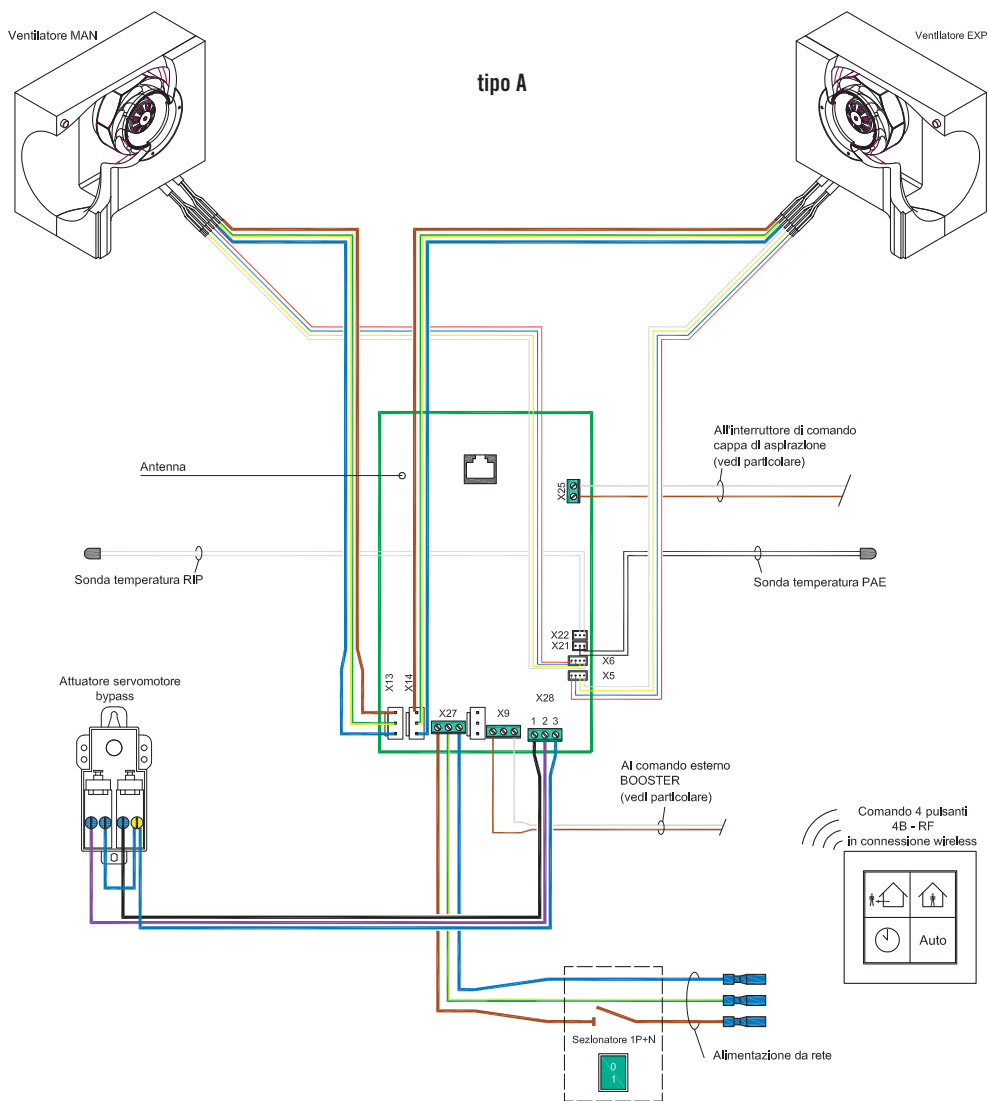 Ventilatore MAN
Ventilatore EXP
tipo A
All'interruttore di comando
cappa di aspirazione
(vedi particolare)
Antenna
X25
Sonda temperatura RIP
Sonda temperatura PAE
X22
X21
X6
X5
X13
X14
X28
X27
X9
1 2 3
Attuatore servomotore
bypass
Al comando esterno
BOOSTER
(vedi particolare)
Comando 4 pulsanti
4B - RF
in connessione wireless
Auto
Sezionatore 1P+N
0
1
Alimentazione da rete